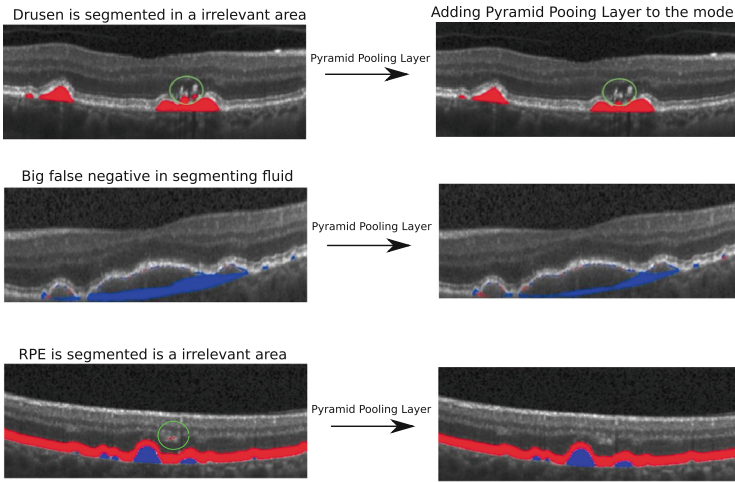 Drusen is segmented in a irrelevant area
Adding Pyramid Pooing Layer to the mode
Pyramid Pooling Layer
Big false negative in segmenting fluid
Pyramid Pooling Layer
RPE is segmented is a irrelevant area
Pyramid Pooling Layer